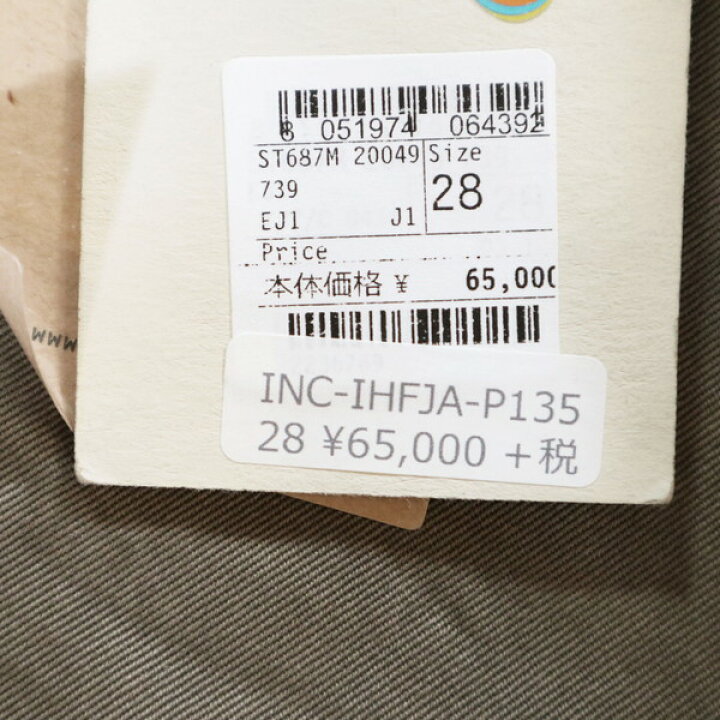 8 051974 064392
ST687M 20049 Size
739
28
EJ1 J1
Price
本体価格 ¥ 65,000
INC-IHFJA-P135
28 ¥65,000 +税